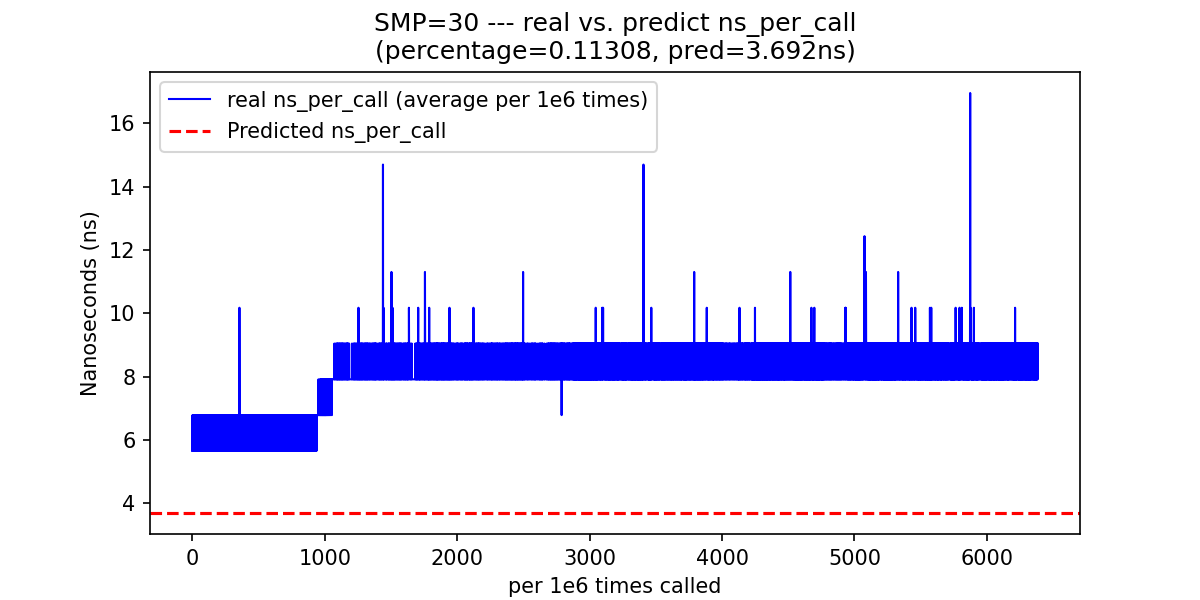 SMP=30 --- real vs. predict ns_per_call
(percentage=0.11308, pred=3.692ns)
real ns_per_call (average per 1e6 times)
Predicted ns_per_call
Nanoseconds (ns)
16
14
12
10
8
6
4
0 1000 2000 3000 4000 5000 6000
per 1e6 times called